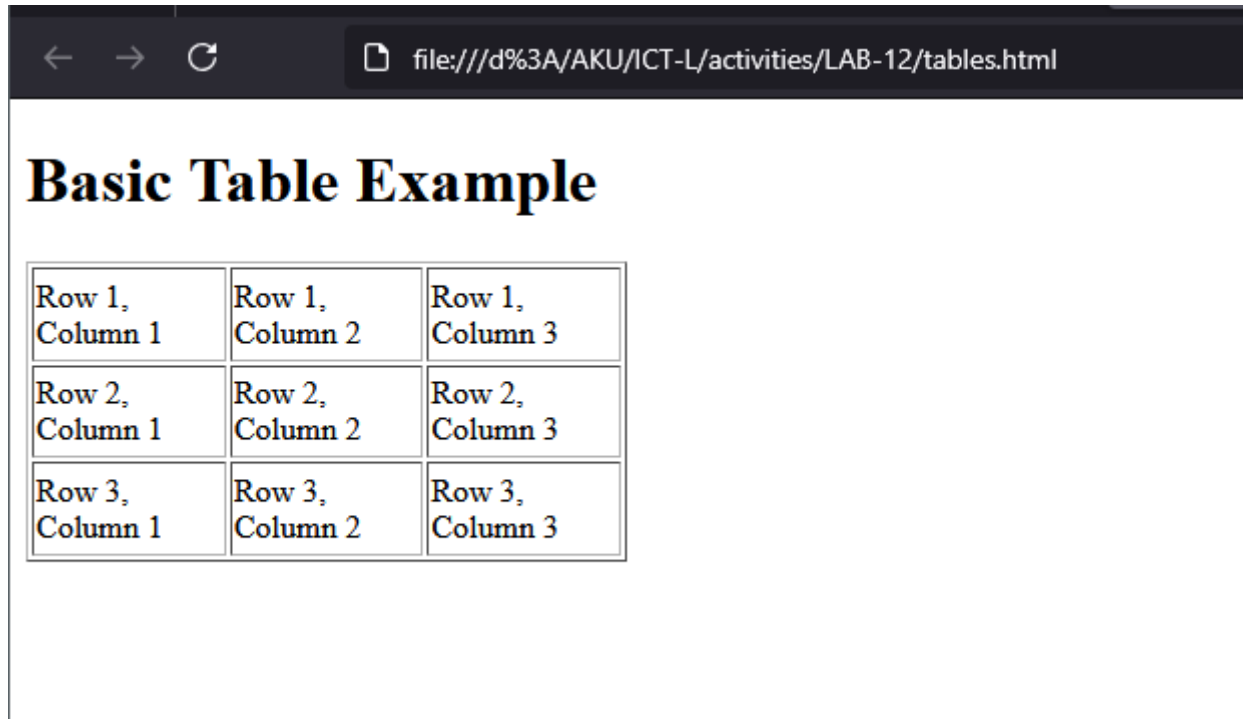 file:///d%3A/AKU/ICT-L/activities/LAB-12/tables.html
Basic Table Example
Row 1, Row 1, Row 1,
Column 1 Column 2 Column 3
Row 2, Row 2, Row 2,
Column 1 Column 2 Column 3
Row 3, Row 3, Row 3,
Column 1 Column 2 Column 3